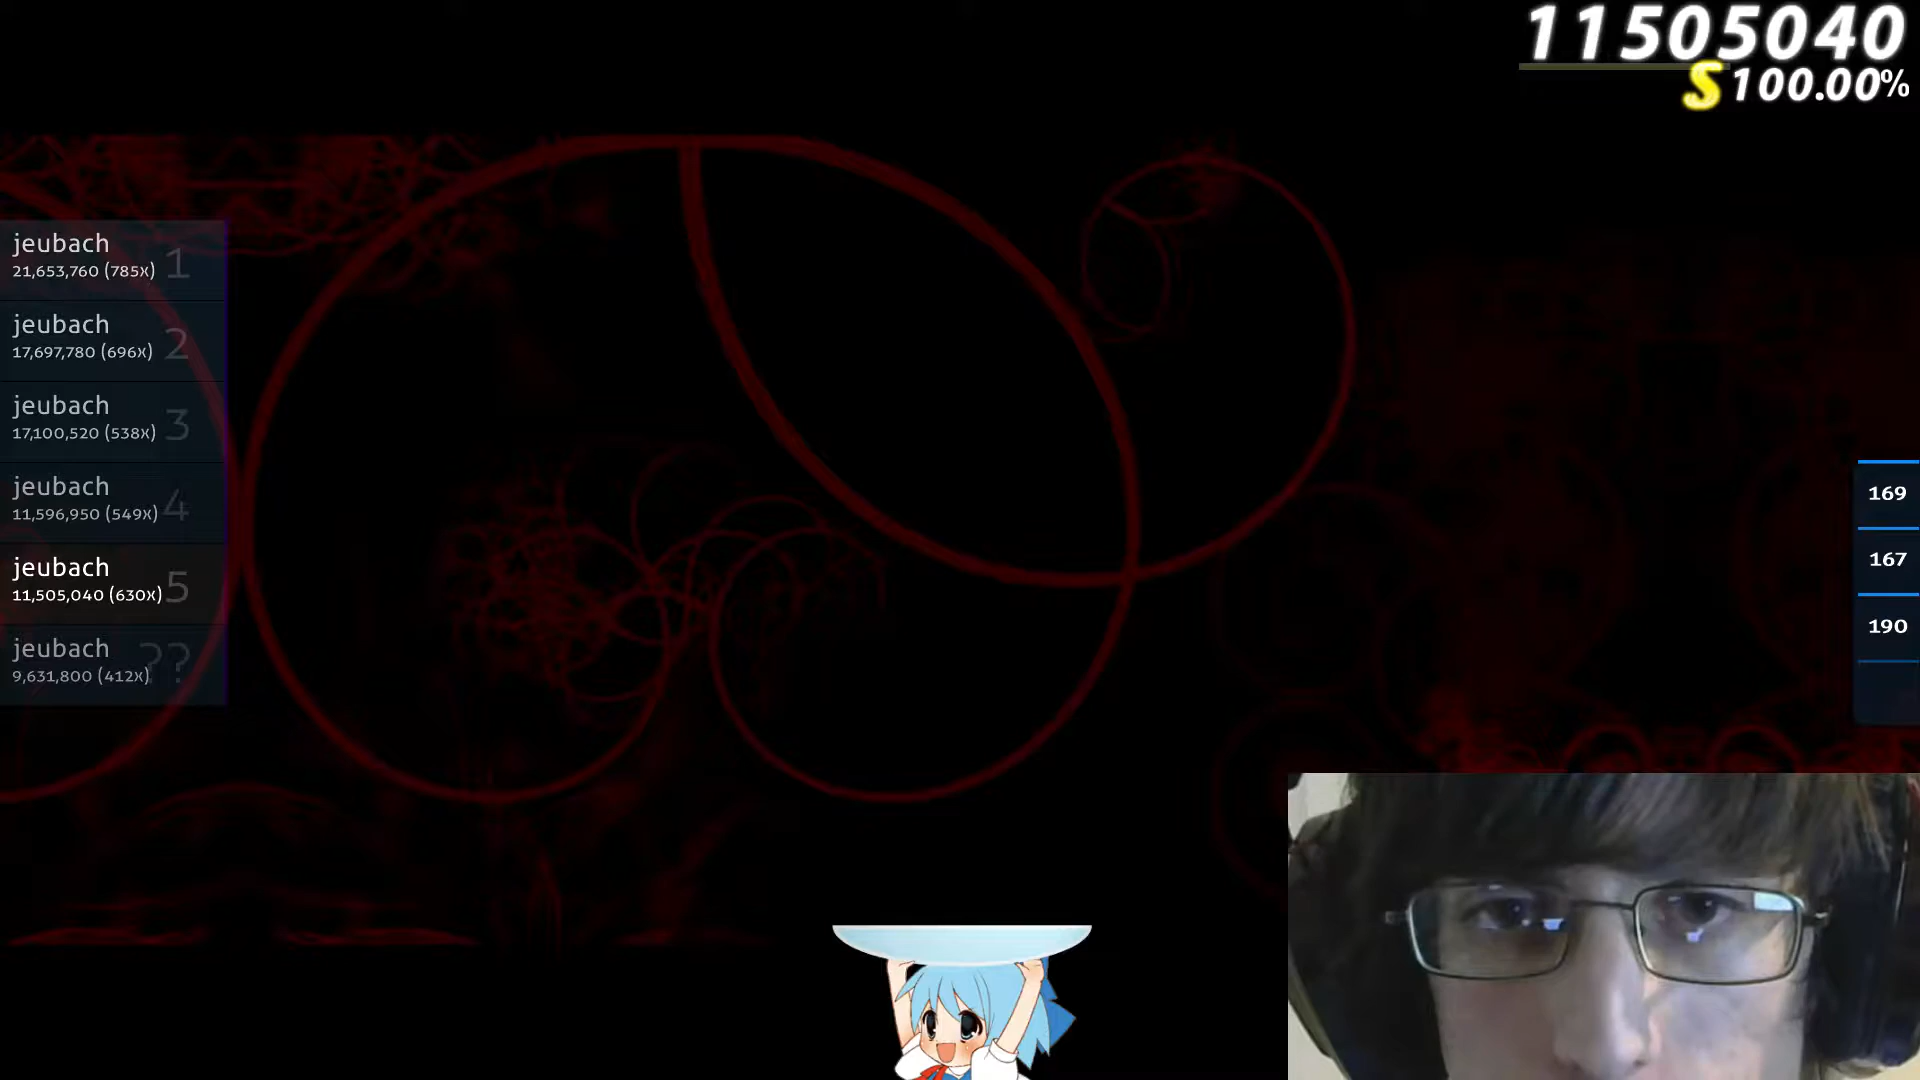 11505040
S 100.00%
jeubach
21,653,760 (785x) 1
jeubach
17,697,780 (696x) 2
jeubach
17,100,520 (538x) 3
jeubach
11,596,950 (549x) 4
jeubach
11,505,040 (630x) 5
jeubach
9,631,800 (412x) ??
169
167
190